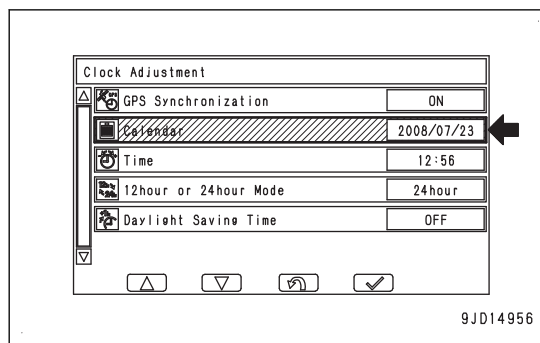 Clock Adjustment
GPS Synchronization ON
Calendar 2008/07/23
Time 12:56
12hour or 24hour Mode 24hour
Daylight Saving Time OFF
9JD14956